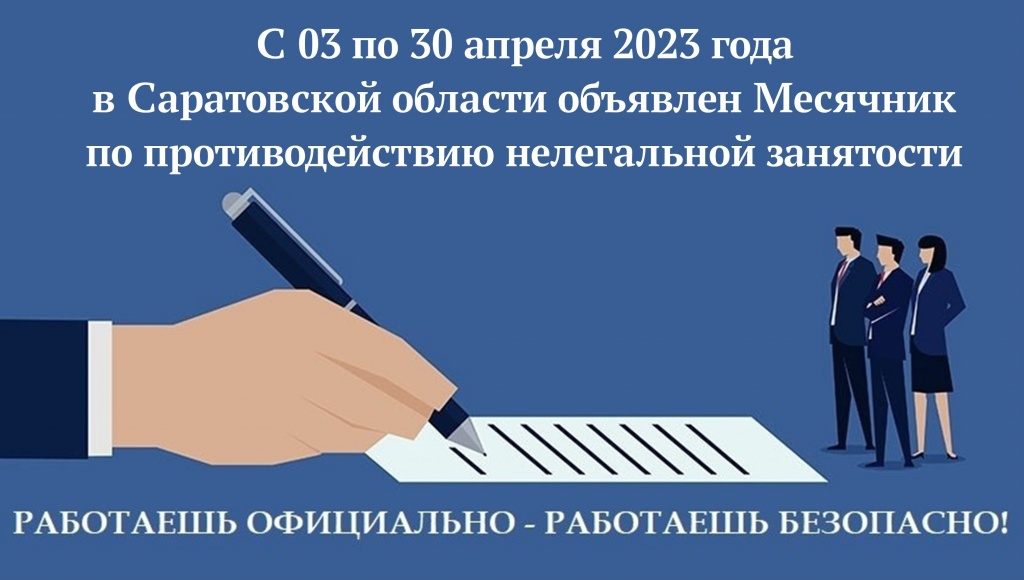 С 03 по 30 апреля 2023 года
в Саратовской области объявлен Месячник
по противодействию нелегальной занятости
РАБОТАЕШЬ ОФИЦИАЛЬНО - РАБОТАЕШЬ БЕЗОПАСНО!